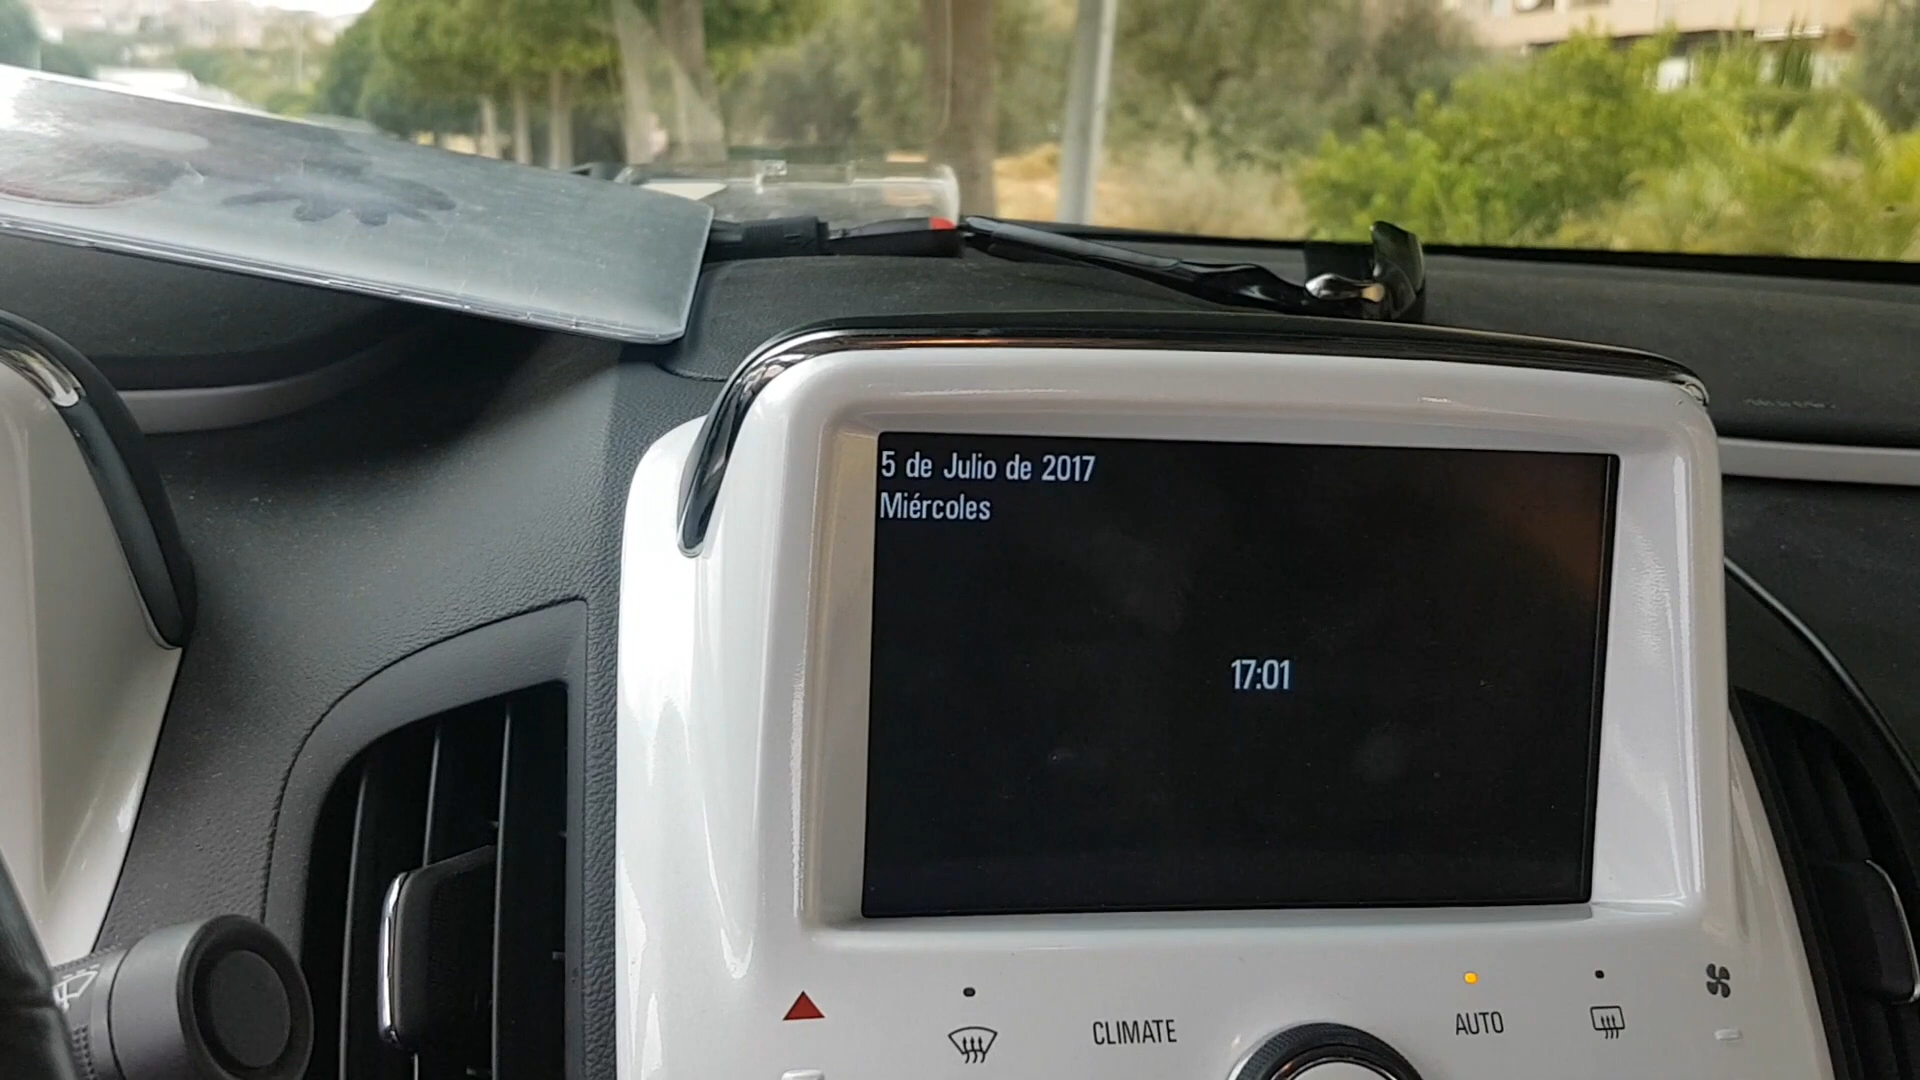 5 de Julio de 2017
Miércoles
17:01
CLIMATE
AUTO